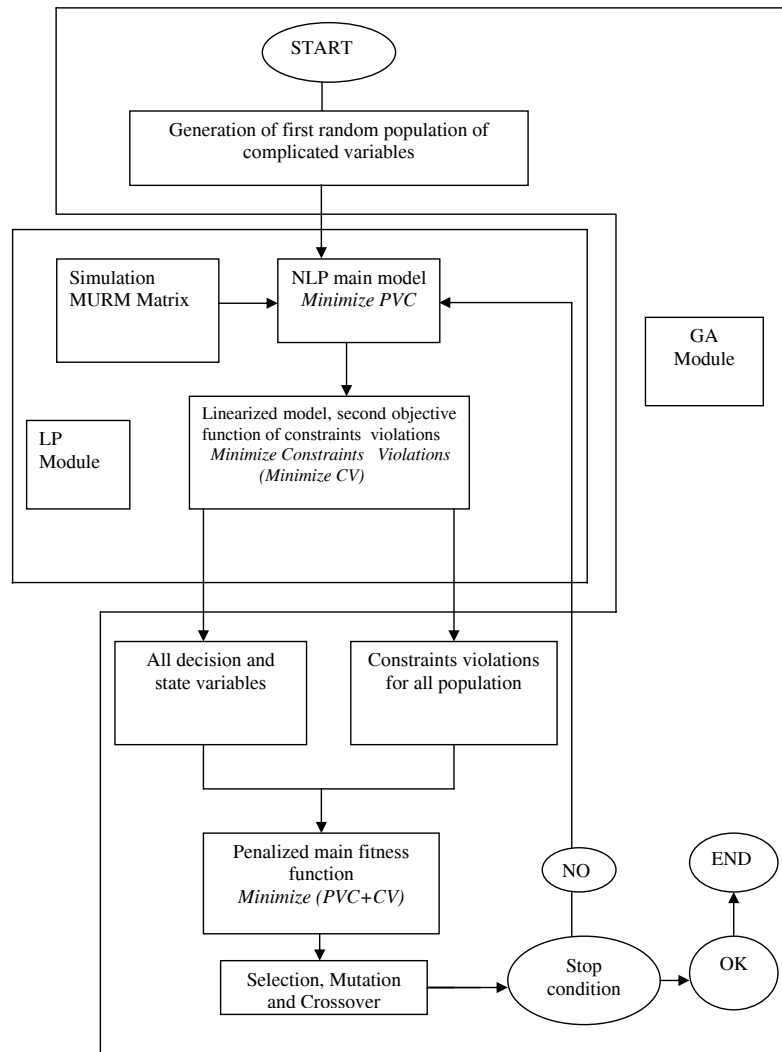 START
Generation of first random population of
complicated variables
Simulation
MURM Matrix
NLP main model
Minimize PVC
GA
Module
LP
Module
Linearized model, second objective
function of constraints violations
Minimize Constraints Violations
(Minimize CV)
All decision and
state variables
Constraints violations
for all population
Penalized main fitness
function
Minimize (PVC+CV)
NO
END
Selection, Mutation
and Crossover
Stop
condition
OK